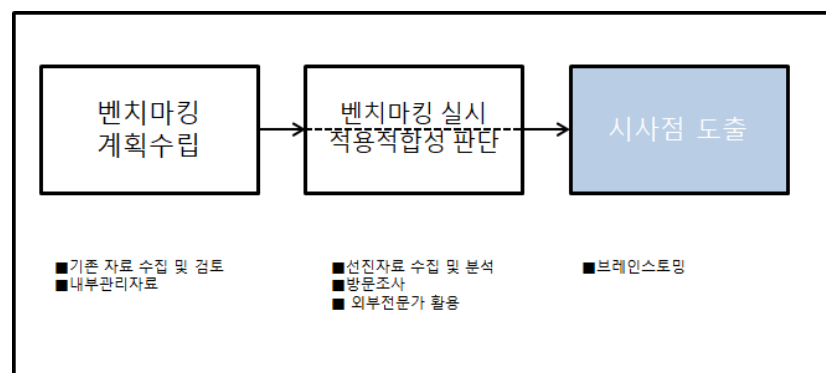 벤치마킹
계획수립
벤치마킹 실시
적용적합성 판단
시사점 도출
■기존 자료 수집 및 검토
■내부관리자료
■선진자료 수집 및 분석
■방문조사
■ 외부전문가 활용
■브레인스토밍